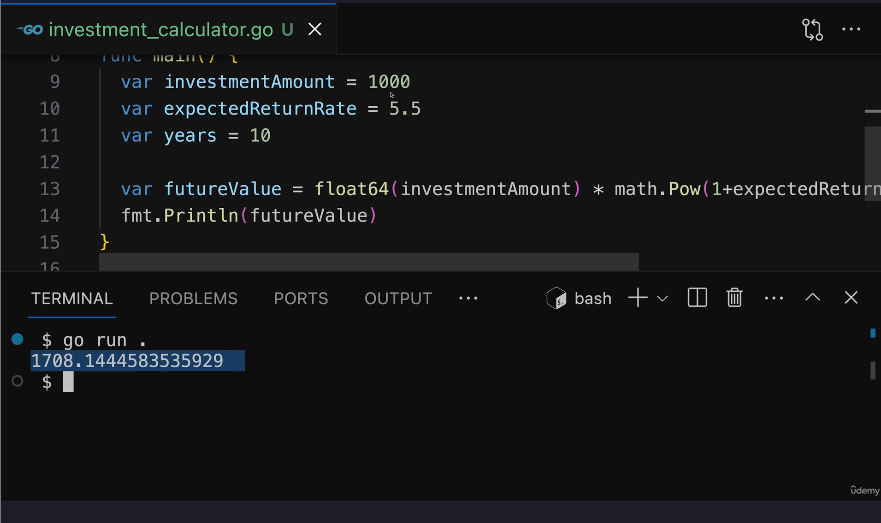 GO investment_calculator.go U
8 func main() {
9 var investmentAmount = 1000
10 var expectedReturnRate = 5.5
11 var years = 10
12
13 var futureValue = float64(investmentAmount) * math.Pow(1+expectedReturn
14 fmt.Println(futureValue)
15 }
16
TERMINAL PROBLEMS PORTS OUTPUT ... bash
$ go run .
1708.1444583535929
$
ûdemy